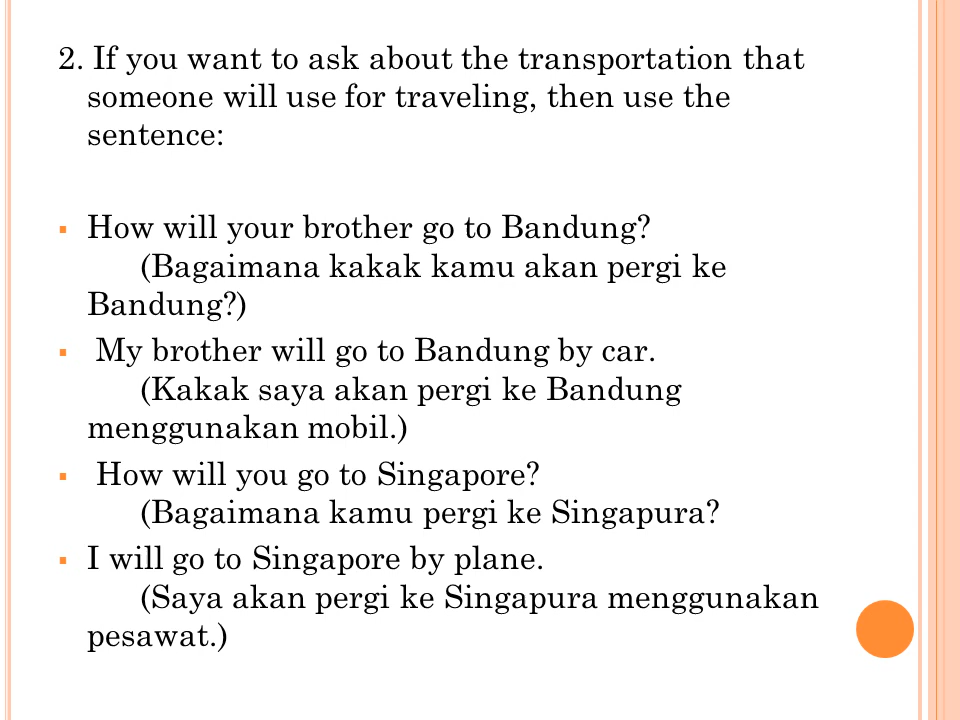 2. If you want to ask about the transportation that
someone will use for traveling, then use the
sentence:
▪ How will your brother go to Bandung?
(Bagaimana kakak kamu akan pergi ke
Bandung?)
▪ My brother will go to Bandung by car.
(Kakak saya akan pergi ke Bandung
menggunakan mobil.)
▪ How will you go to Singapore?
(Bagaimana kamu pergi ke Singapura?
▪ I will go to Singapore by plane.
(Saya akan pergi ke Singapura menggunakan
pesawat.)